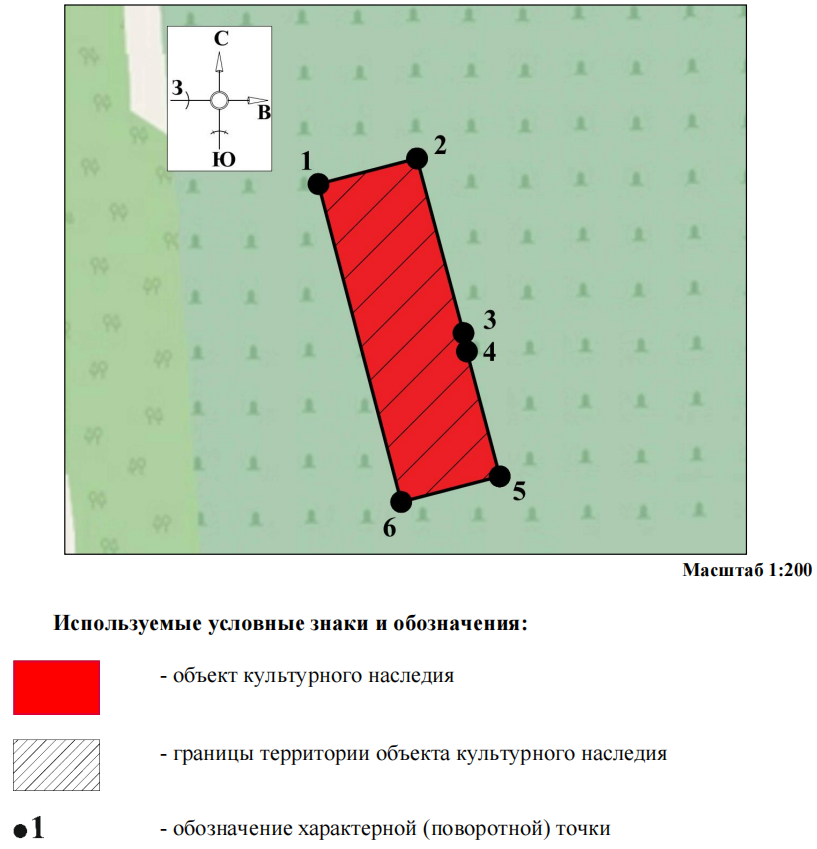 С
З
В
Ю
1
2
3
4
5
6
Масштаб 1:200
Используемые условные знаки и обозначения:
- объект культурного наследия
- границы территории объекта культурного наследия
1
- обозначение характерной (поворотной) точки